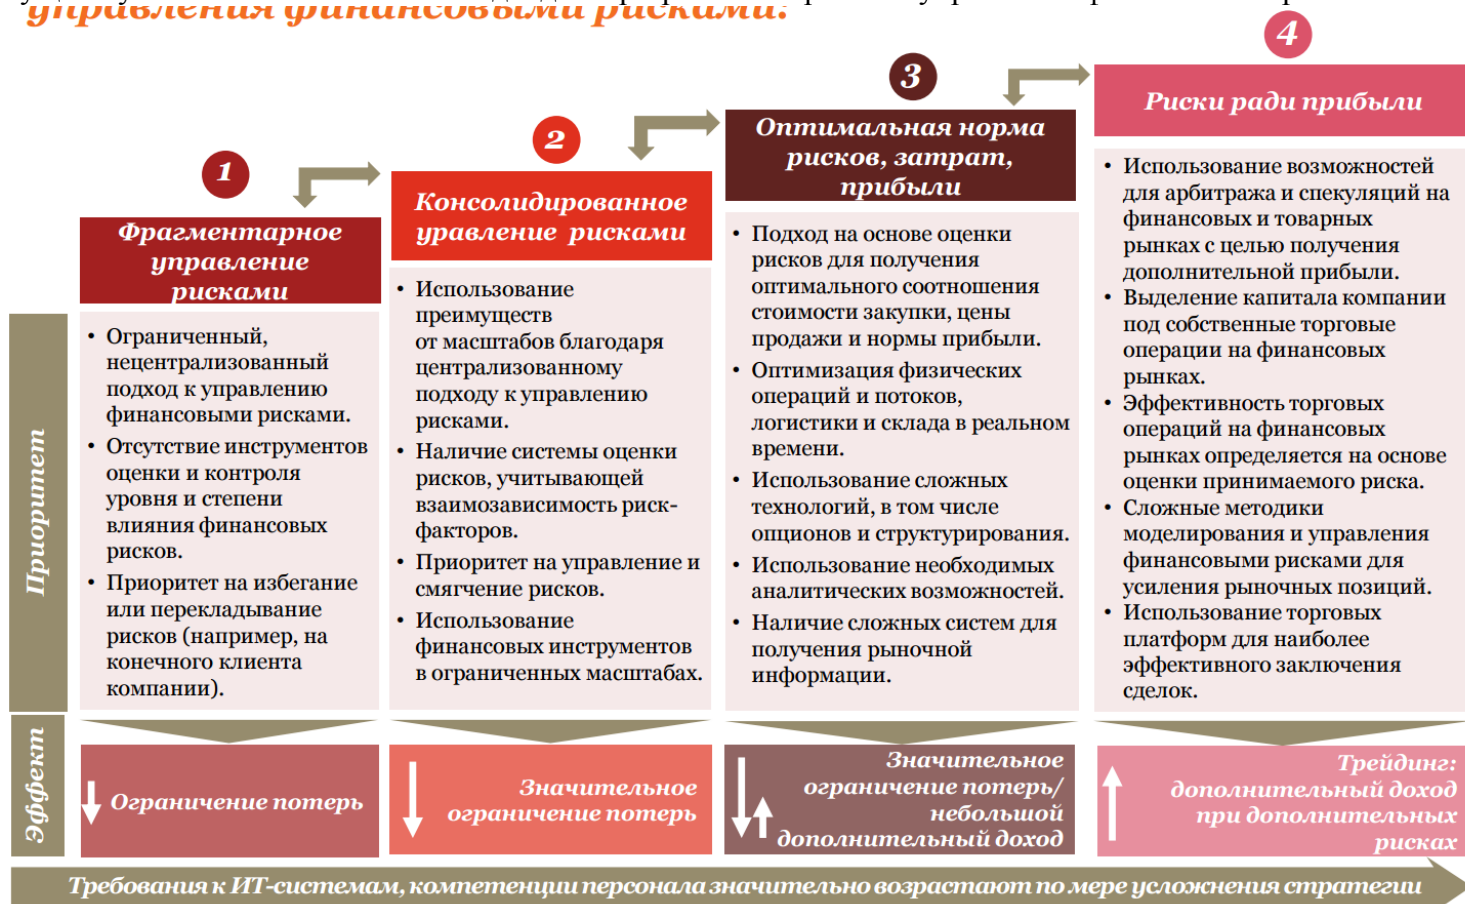 управления финансовыми рисками:
1
Фрагментарное
управление
рисками
2
Консолидированное
уравление рисками
3
Оптимальная норма
рисков, затрат,
прибыли
4
Риски ради прибыли
Приоритет
• Ограниченный,
нецентрализованный
подход к управлению
финансовыми рисками.
• Отсутствие инструментов
оценки и контроля
уровня и степени
влияния финансовых
рисков.
• Приоритет на избегание
или перекладывание
рисков (например, на
конечного клиента
компании).
• Использование
преимуществ
от масштабов благодаря
централизованному
подходу к управлению
рисками.
• Наличие системы оценки
рисков, учитывающей
взаимозависимость риск-
факторов.
• Приоритет на управление и
смягчение рисков.
• Использование
финансовых инструментов
в ограниченных масштабах.
• Подход на основе оценки
рисков для получения
оптимального соотношения
стоимости закупки, цены
продажи и нормы прибыли.
• Оптимизация физических
операций и потоков,
логистики и склада в реальном
времени.
• Использование сложных
технологий, в том числе
опционов и структурирования.
• Использование необходимых
аналитических возможностей.
• Наличие сложных систем для
получения рыночной
информации.
• Использование возможностей
для арбитража и спекуляций на
финансовых и товарных
рынках с целью получения
дополнительной прибыли.
• Выделение капитала компании
под собственные торговые
операции на финансовых
рынках.
• Эффективность торговых
операций на финансовых
рынках определяется на основе
оценки принимаемого риска.
• Сложные методики
моделирования и управления
финансовыми рисками для
усиления рыночных позиций.
• Использование торговых
платформ для наиболее
эффективного заключения
сделок.
Эффект
Ограничение потерь
Значительное
ограничение потерь
Значительное
ограничение потерь/
небольшой
дополнительный доход
Трейдинг:
дополнительный доход
при дополнительных
рисках
Требования к ИТ-системам, компетенции персонала значительно возрастают по мере усложнения стратегии